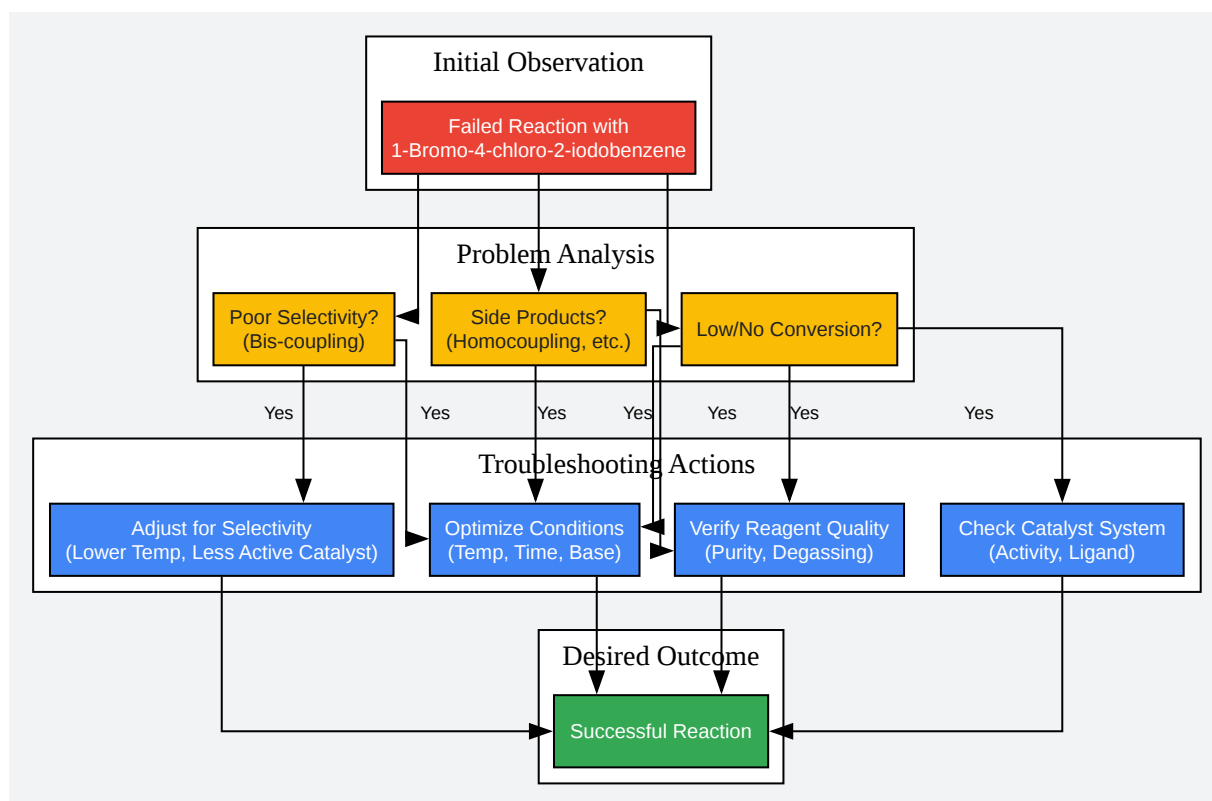 Initial Observation
Failed Reaction with
1-Bromo-4-chloro-2-iodobenzene
Problem Analysis
Poor Selectivity?
(Bis-coupling)
Side Products?
(Homocoupling, etc.)
Low/No Conversion?
Yes
Yes
Yes
Yes
Yes
Yes
Yes
Troubleshooting Actions
Adjust for Selectivity
(Lower Temp, Less Active Catalyst)
Optimize Conditions
(Temp, Time, Base)
Verify Reagent Quality
(Purity, Degassing)
Check Catalyst System
(Activity, Ligand)
Desired Outcome
Successful Reaction